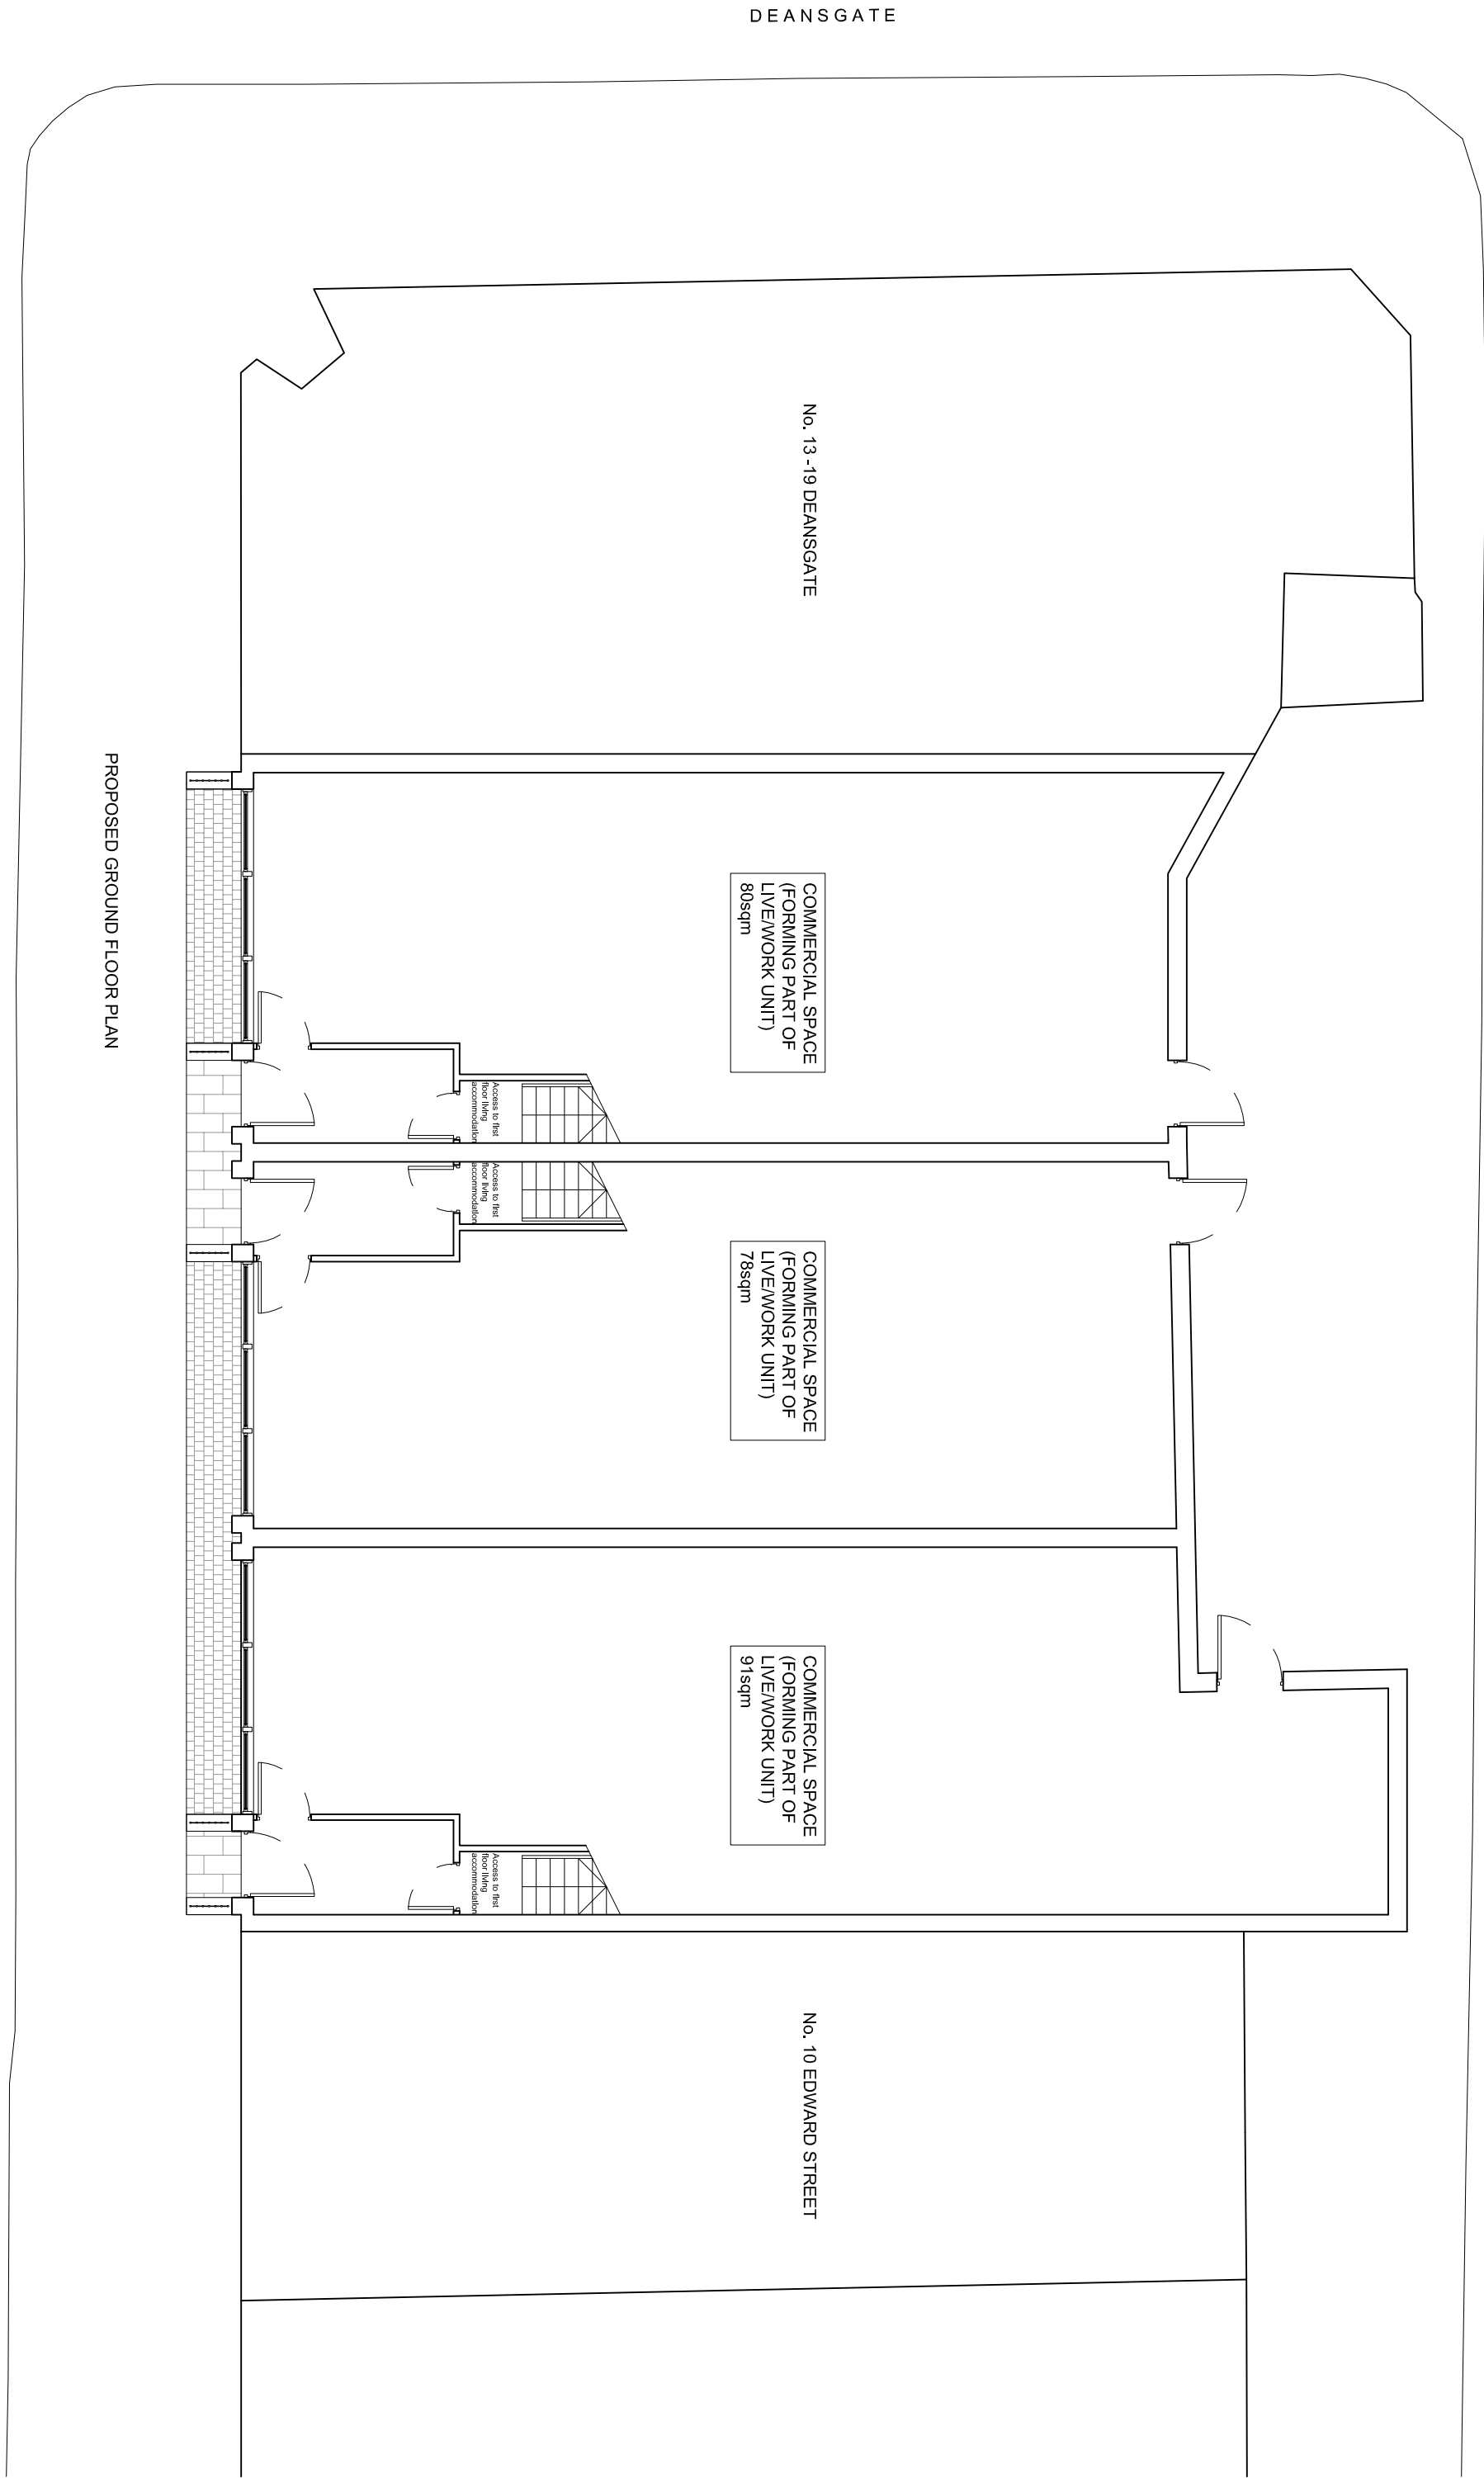 DEANSGATE
No. 13 -19 DEANSGATE
PROPOSED GROUND FLOOR PLAN
COMMERCIAL SPACE
(FORMING PART OF
LIVE/WORK UNIT)
80sqm
Access to first
floor living
accommodation
Access to first
floor living
accommodation
COMMERCIAL SPACE
(FORMING PART OF
LIVE/WORK UNIT)
78sqm
COMMERCIAL SPACE
(FORMING PART OF
LIVE/WORK UNIT)
91sqm
Access to first
floor living
accommodation
No. 10 EDWARD STREET